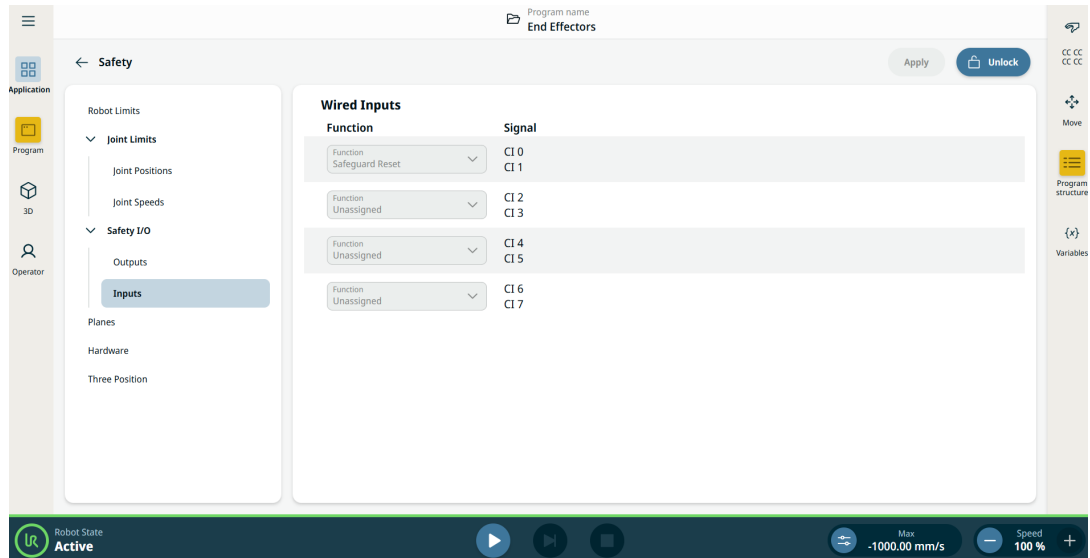 Program name
End Effectors
Application
Program
3D
Operator
Safety
Apply
Unlock
Robot Limits
Joint Limits
Joint Positions
Joint Speeds
Safety I/O
Outputs
Inputs
Planes
Hardware
Three Position
Wired Inputs
Function Signal
Function
Safeguard Reset
CI 0
CI 1
Function
Unassigned
CI 2
CI 3
Function
Unassigned
CI 4
CI 5
Function
Unassigned
CI 6
CI 7
CC CC
CC CC
Move
Program
structure
{x}
Variables
UR
Robot State
Active
Max
-1000.00 mm/s
Speed
100 %